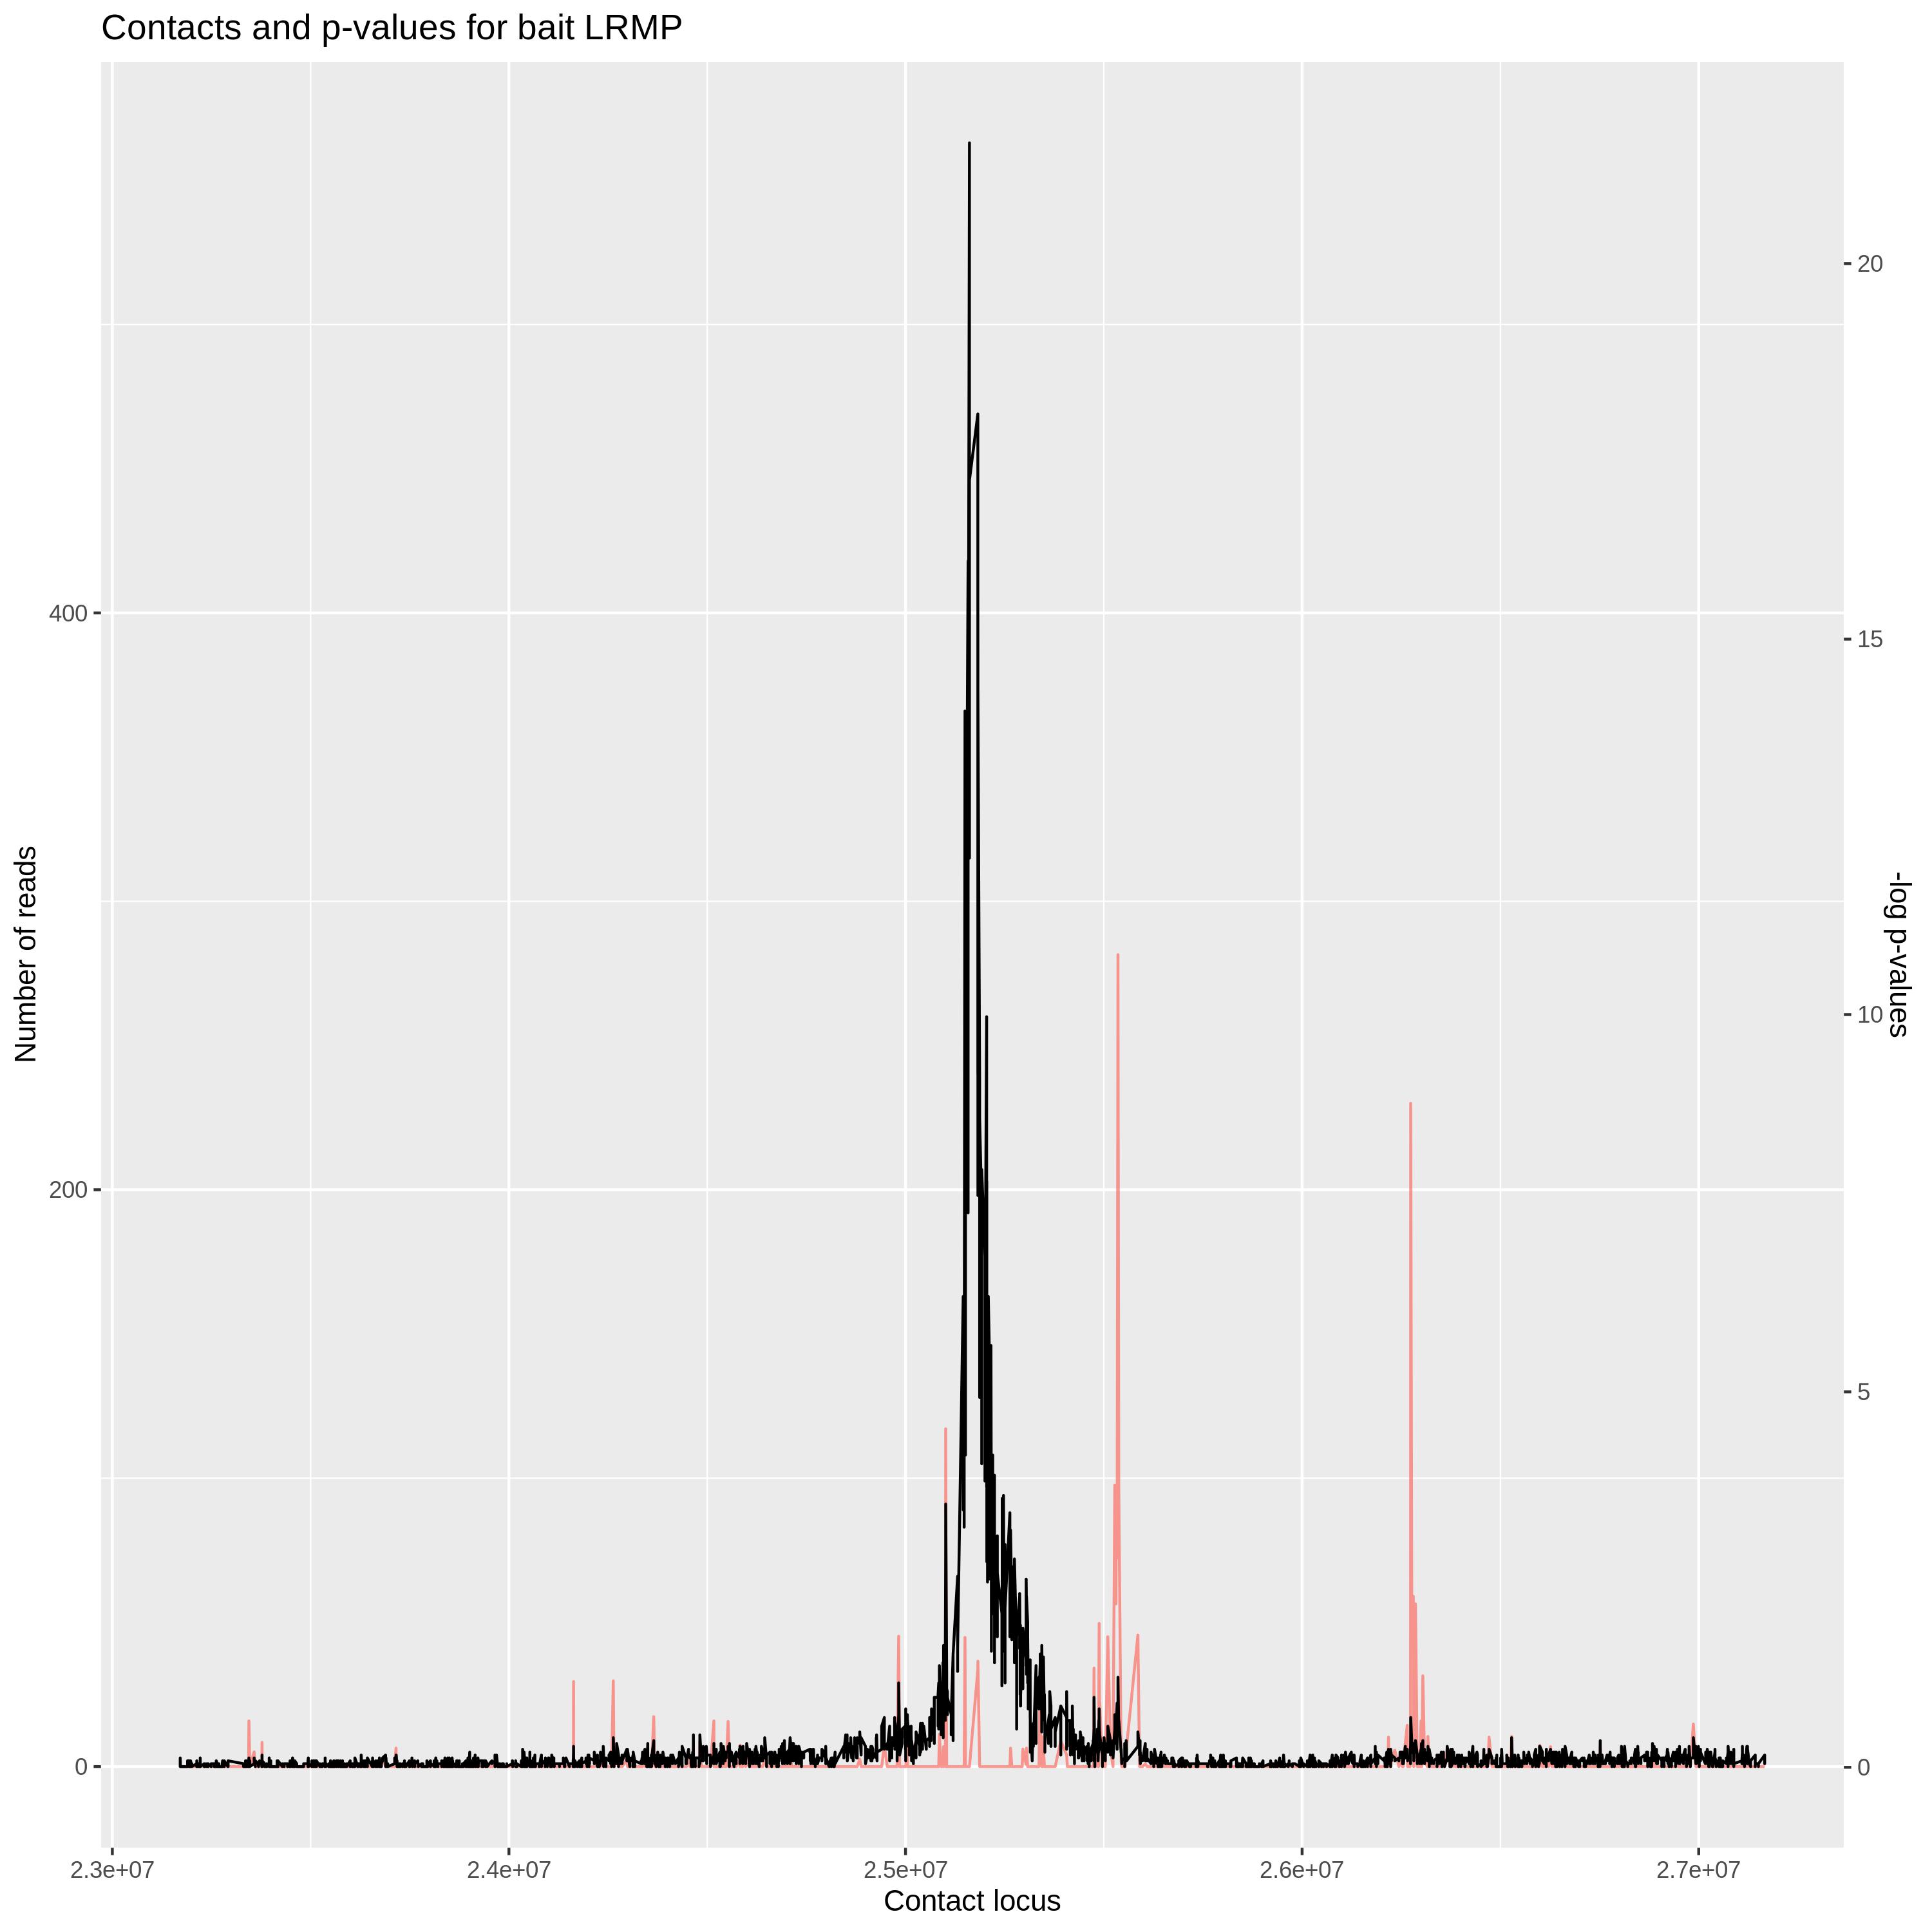 Contacts and p-values for bait LRMP
Number of reads
400
200
0
20
15
10
5
0
-log p-values
2.3e+07
2.4e+07
2.5e+07
2.6e+07
2.7e+07
Contact locus